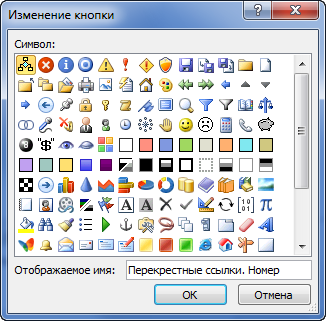 Изменение кнопки
Символ:
Отображаемое имя: Перекрестные ссылки. Номер
ОК Отмена